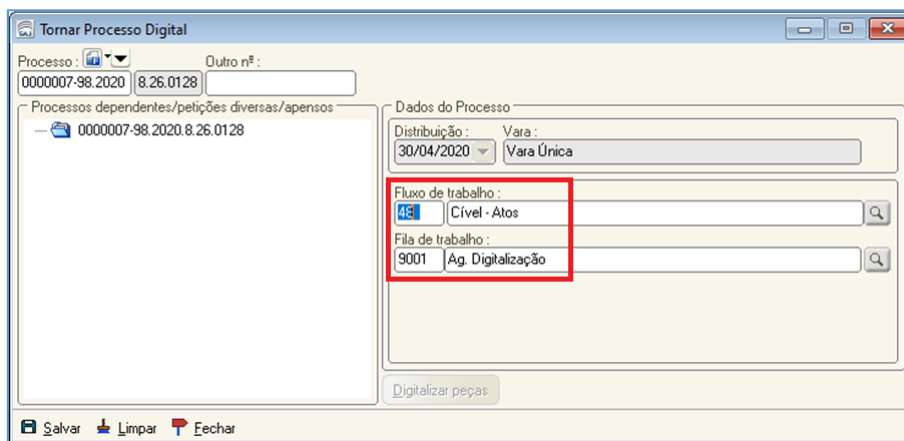 Tornar Processo Digital
Processo : Outro nº :
0000007-98.2020 8.26.0128
Processos dependentes/petições diversas/apensos
0000007-98.2020.8.26.0128
Dados do Processo
Distribuição : Vara :
30/04/2020 Vara Única
Fluxo de trabalho :
48 Cível - Atos
Fila de trabalho :
9001 Ag. Digitalização
Digitalizar peças
Salvar Limpar Fechar